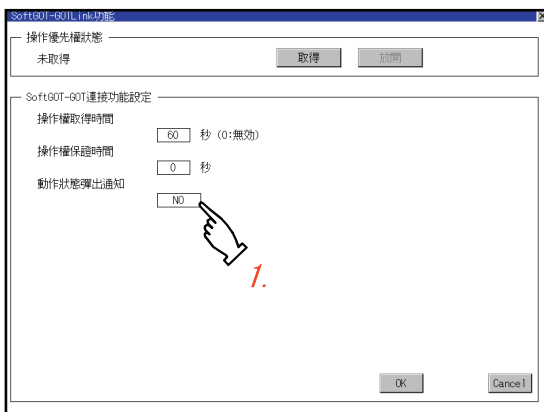 SoftGOT-GOTLink功能
操作優先權狀態
未取得 取得 放開
SoftGOT-GOT連接功能設定
操作權取得時間
60 秒 (0:無効)
操作權保證時間
0 秒
動作狀態彈出通知
NO
1.
OK Cancel